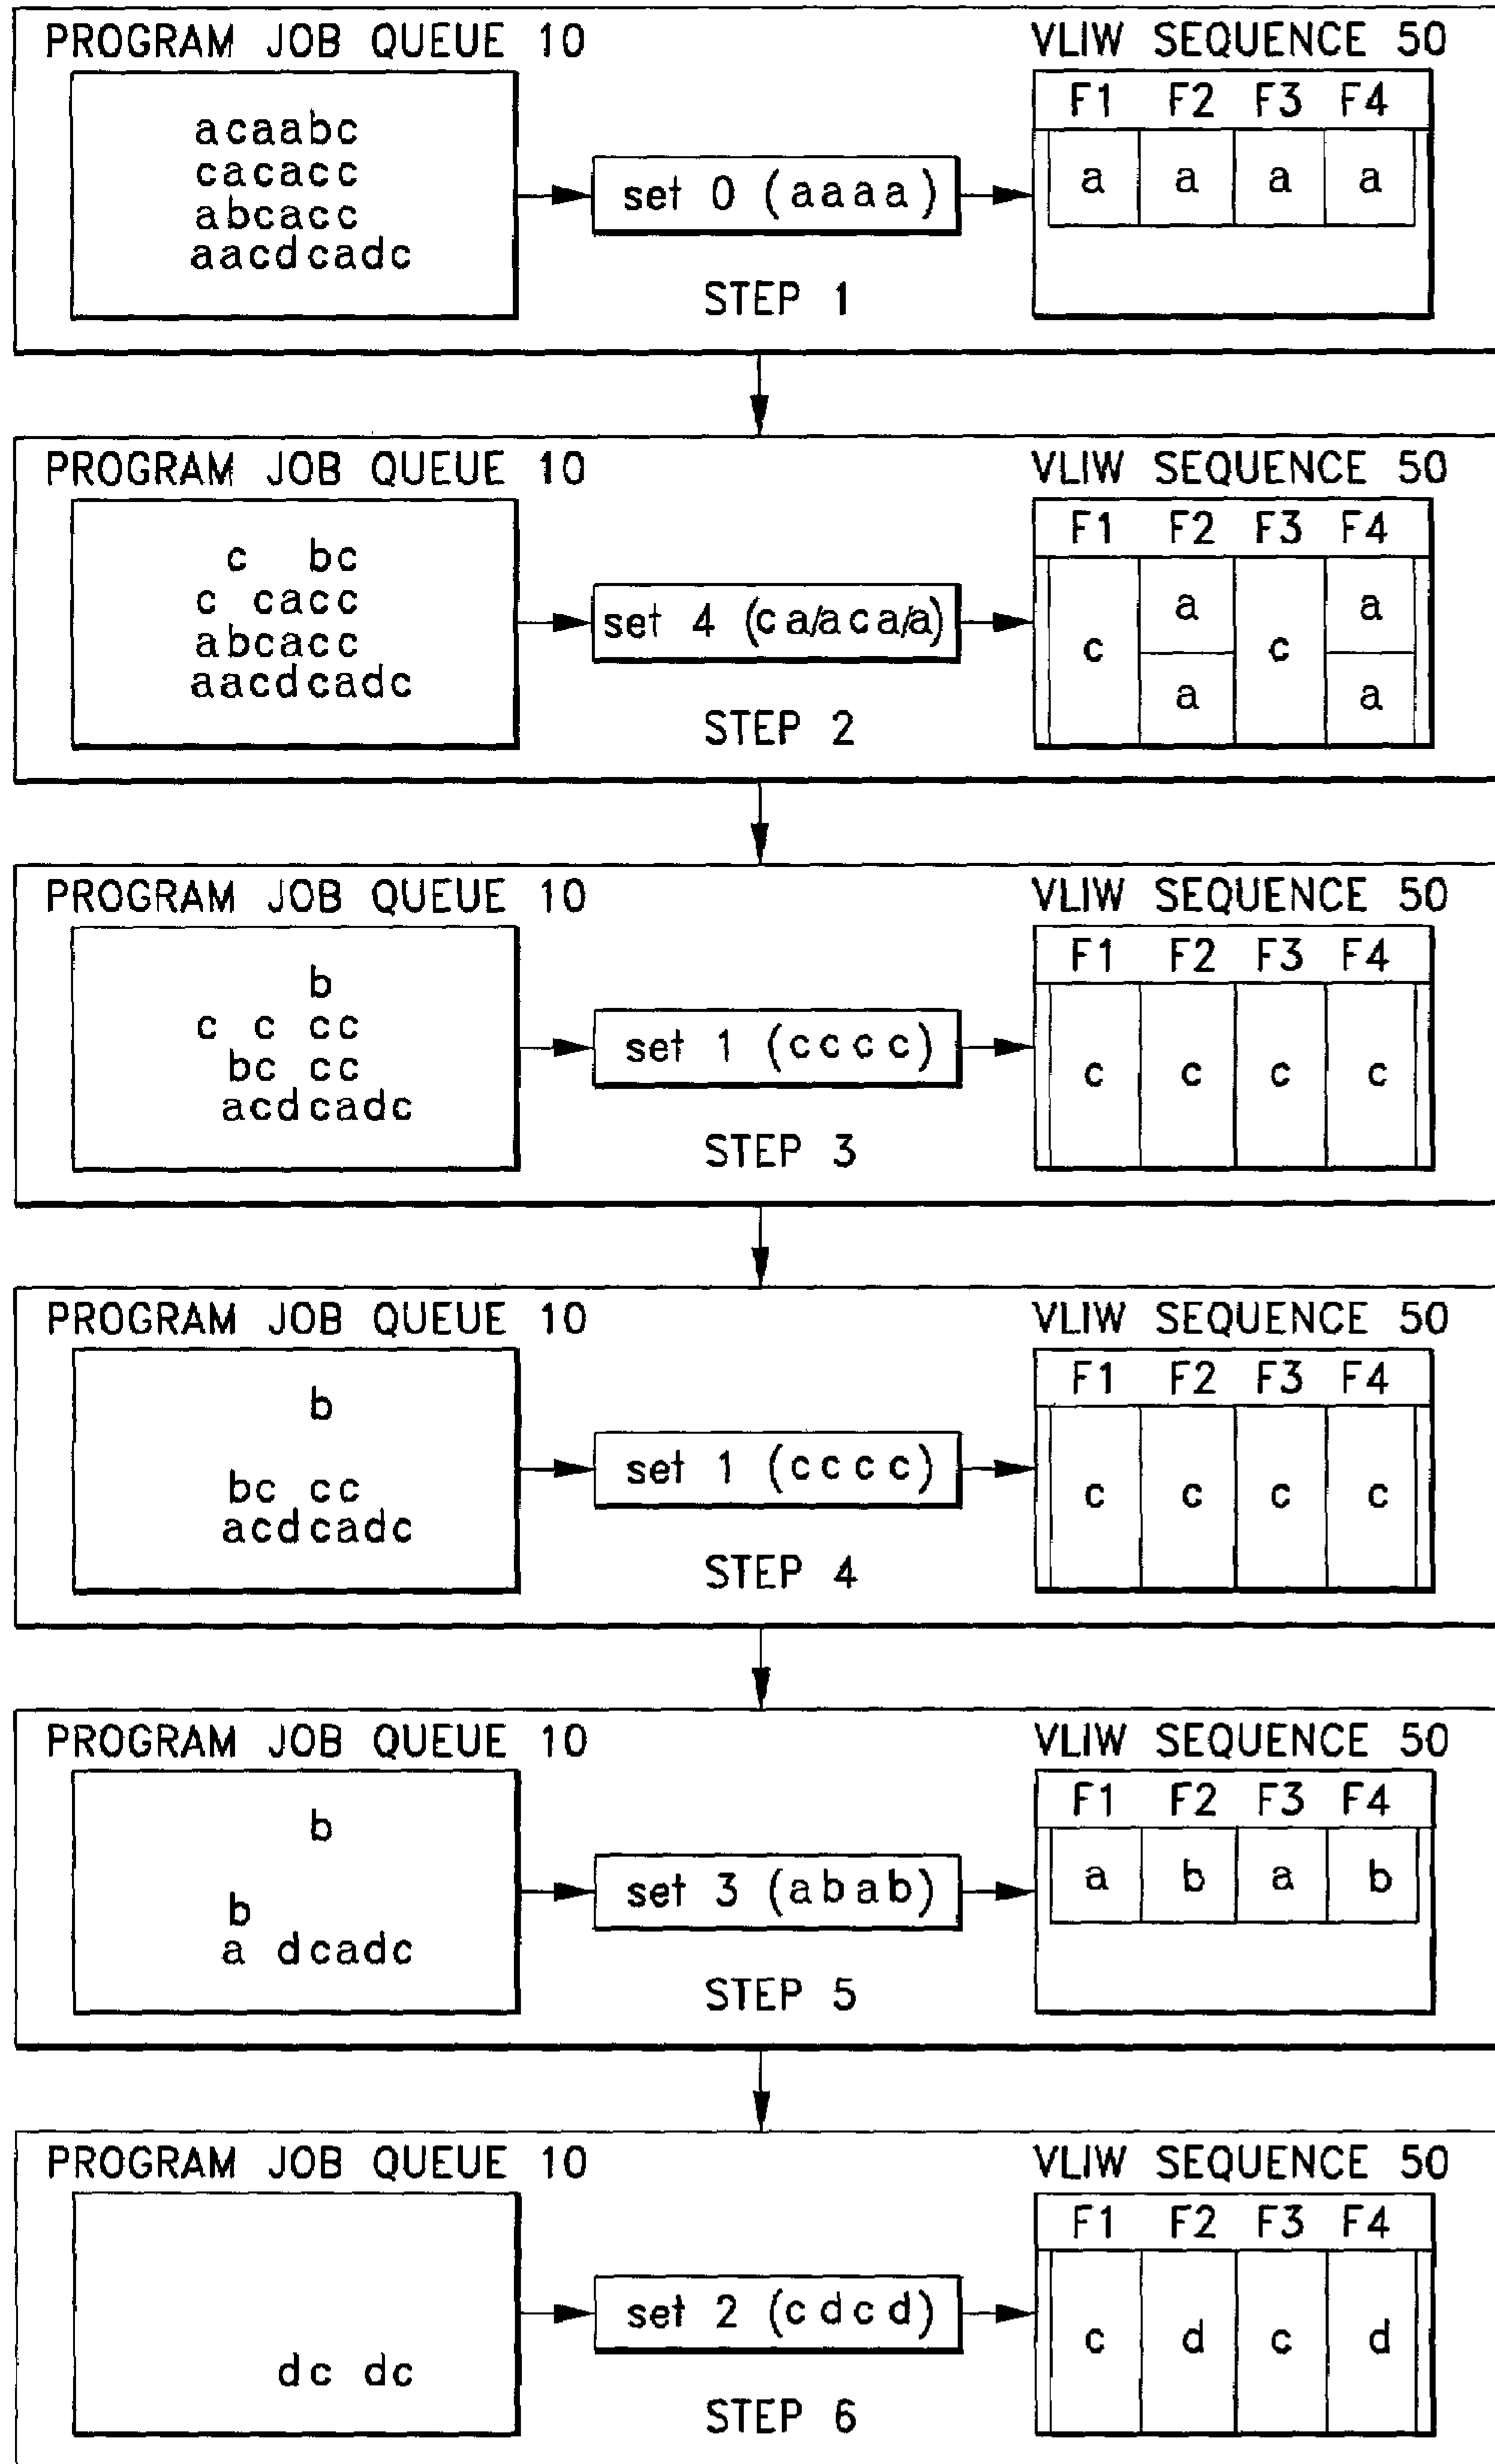 PROGRAM JOB QUEUE 10
VLIW SEQUENCE 50
acaabc
cacacc
abcacc
aacdcadc
set 0 (aaaa)
F1 F2 F3 F4
a a a a
STEP 1
PROGRAM JOB QUEUE 10
VLIW SEQUENCE 50
c bc
c cacc
abcacc
aacdcadc
set 4 (ca/aca/a)
F1 F2 F3 F4
c a c a
a a
STEP 2
PROGRAM JOB QUEUE 10
VLIW SEQUENCE 50
b
c c cc
bc cc
acdcadc
set 1 (cccc)
F1 F2 F3 F4
c c c c
STEP 3
PROGRAM JOB QUEUE 10
VLIW SEQUENCE 50
b
bc cc
acdcadc
set 1 (cccc)
F1 F2 F3 F4
c c c c
STEP 4
PROGRAM JOB QUEUE 10
VLIW SEQUENCE 50
b
b
a dcadc
set 3 (abab)
F1 F2 F3 F4
a b a b
STEP 5
PROGRAM JOB QUEUE 10
VLIW SEQUENCE 50
dc dc
set 2 (cdcd)
F1 F2 F3 F4
c d c d
STEP 6